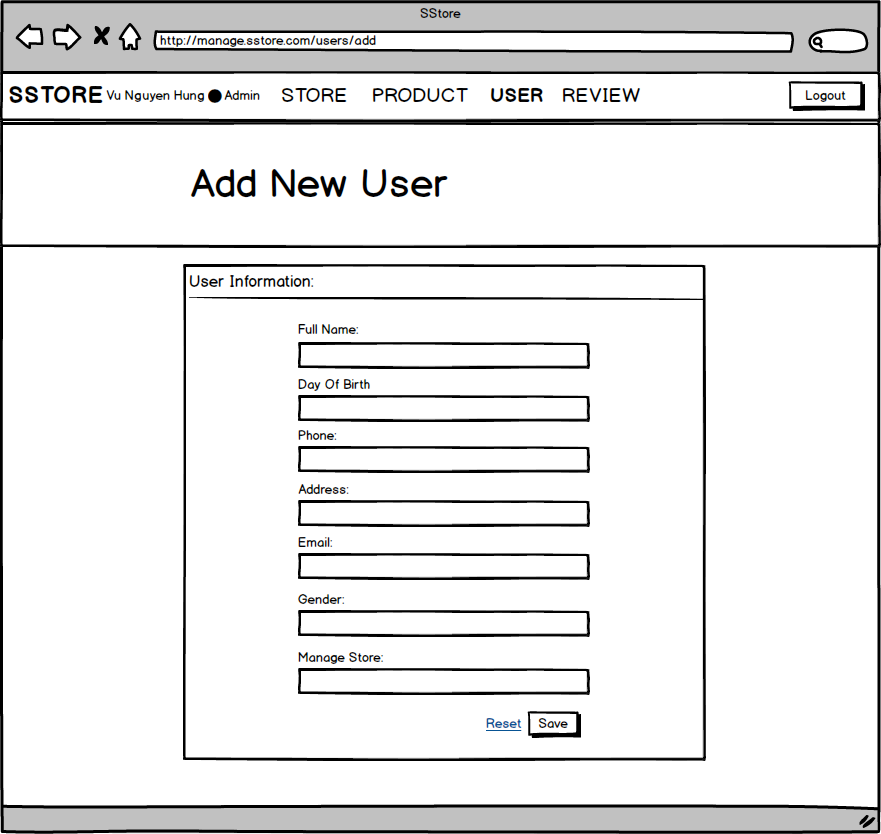 SStore
http://manage.sstore.com/users/add
SSTORE Vu Nguyen Hung Admin STORE PRODUCT USER REVIEW Logout
Add New User
User Information:
Full Name:
Day Of Birth
Phone:
Address:
Email:
Gender:
Manage Store:
Reset Save